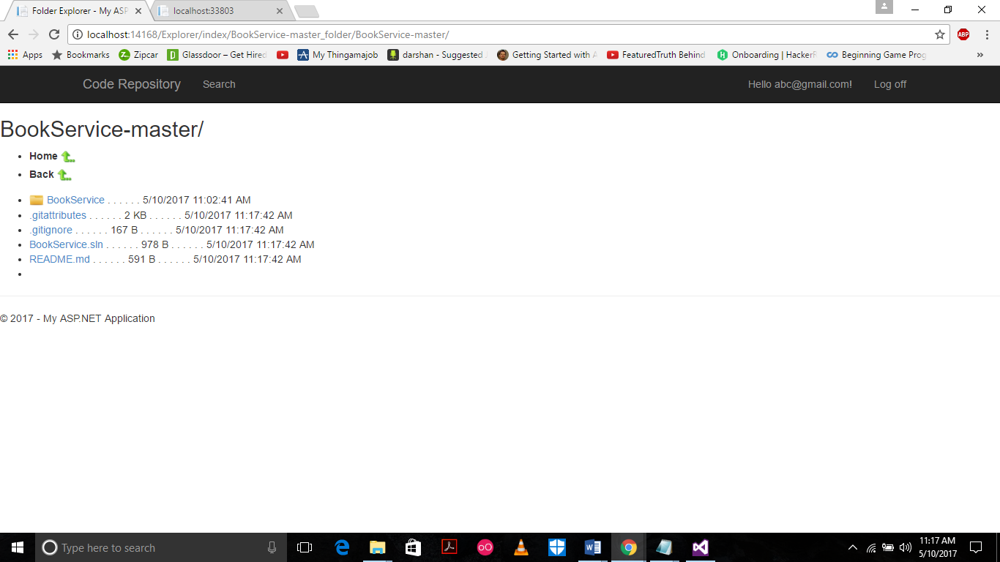 Folder Explorer - My ASP
localhost:33803
localhost:14168/Explorer/index/BookService-master_folder/BookService-master/
ABP
Apps Bookmarks Zipcar Glassdoor – Get Hired My Thingamajob darshan - Suggested Getting Started with A FeaturedTruth Behind Onboarding | HackerR Beginning Game Prog »
Code Repository Search Hello abc@gmail.com! Log off
BookService-master/
Home
Back
BookService . . . . . . 5/10/2017 11:02:41 AM
.gitattributes . . . . . . 2 KB . . . . . . 5/10/2017 11:17:42 AM
.gitignore . . . . . . 167 B . . . . . . 5/10/2017 11:17:42 AM
BookService.sln . . . . . . 978 B . . . . . . 5/10/2017 11:17:42 AM
README.md . . . . . . 591 B . . . . . . 5/10/2017 11:17:42 AM
© 2017 - My ASP.NET Application
Type here to search
11:17 AM
5/10/2017